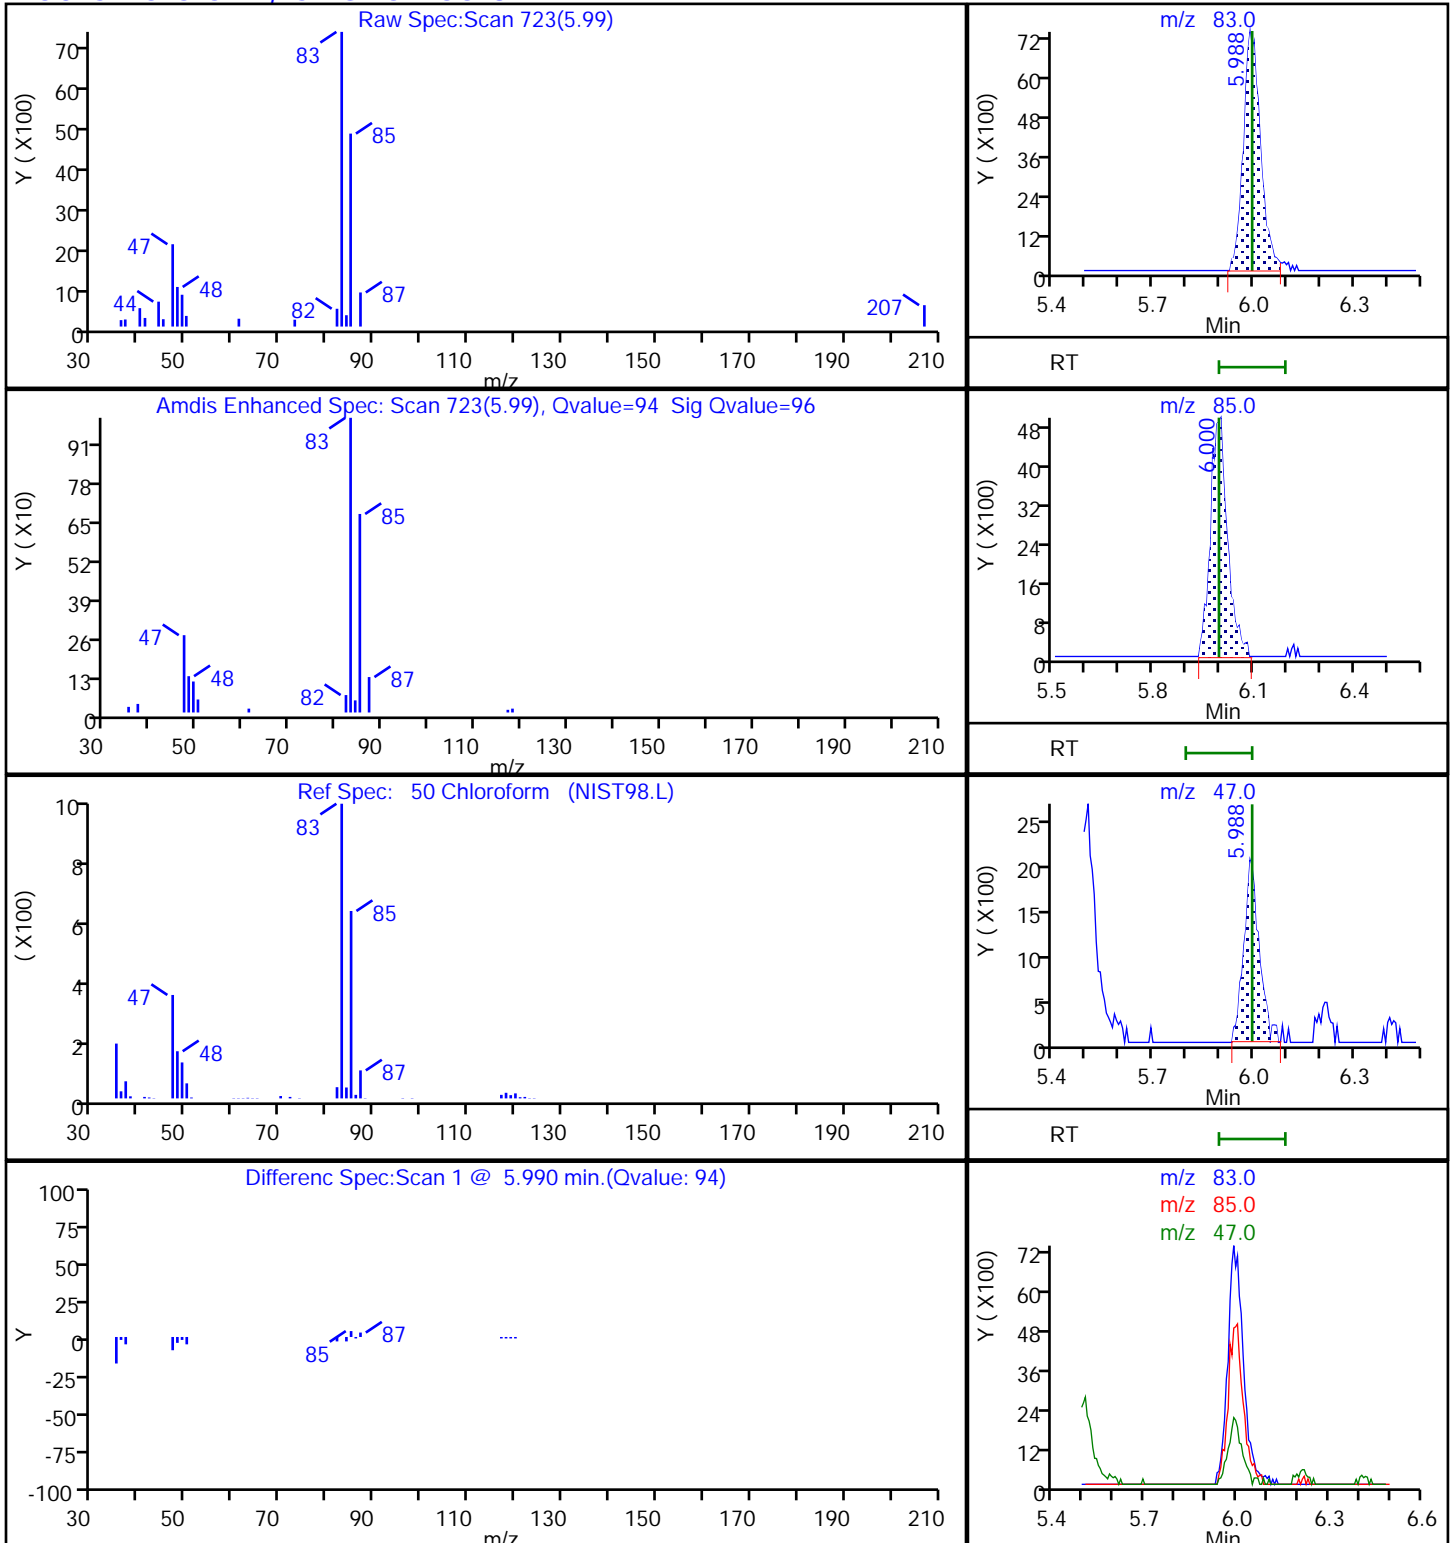 Raw Spec:Scan 723(5.99)
Y ( X100)
70
60
50
40
30
20
10
0
83
85
47
48
44
82
87
207
30 50 70 90 110 130 150 170 190 210
m/z
m/z 83.0
Y ( X100)
72
60
48
36
24
12
0
5.988
5.4 5.7 6.0 6.3
Min
RT
Amdis Enhanced Spec: Scan 723(5.99), Qvalue=94 Sig Qvalue=96
Y ( X10)
91
78
65
52
39
26
13
0
83
85
47
48
82
87
30 50 70 90 110 130 150 170 190 210
m/z
m/z 85.0
Y ( X100)
48
40
32
24
16
8
0
6.000
5.5 5.8 6.1 6.4
Min
RT
Ref Spec: 50 Chloroform (NIST98.L)
( X100)
10
8
6
4
2
0
83
85
47
48
87
30 50 70 90 110 130 150 170 190 210
m/z 47.0
Y ( X100)
25
20
15
10
5
0
5.988
5.4 5.7 6.0 6.3
Min
RT
Differenc Spec:Scan 1 @ 5.990 min.(Qvalue: 94)
Y
100
75
50
25
0
-25
-50
-75
-100
85
87
30 50 70 90 110 130 150 170 190 210
m/z
m/z 83.0
m/z 85.0
m/z 47.0
Y ( X100)
72
60
48
36
24
12
0
5.4 5.7 6.0 6.3 6.6
Min